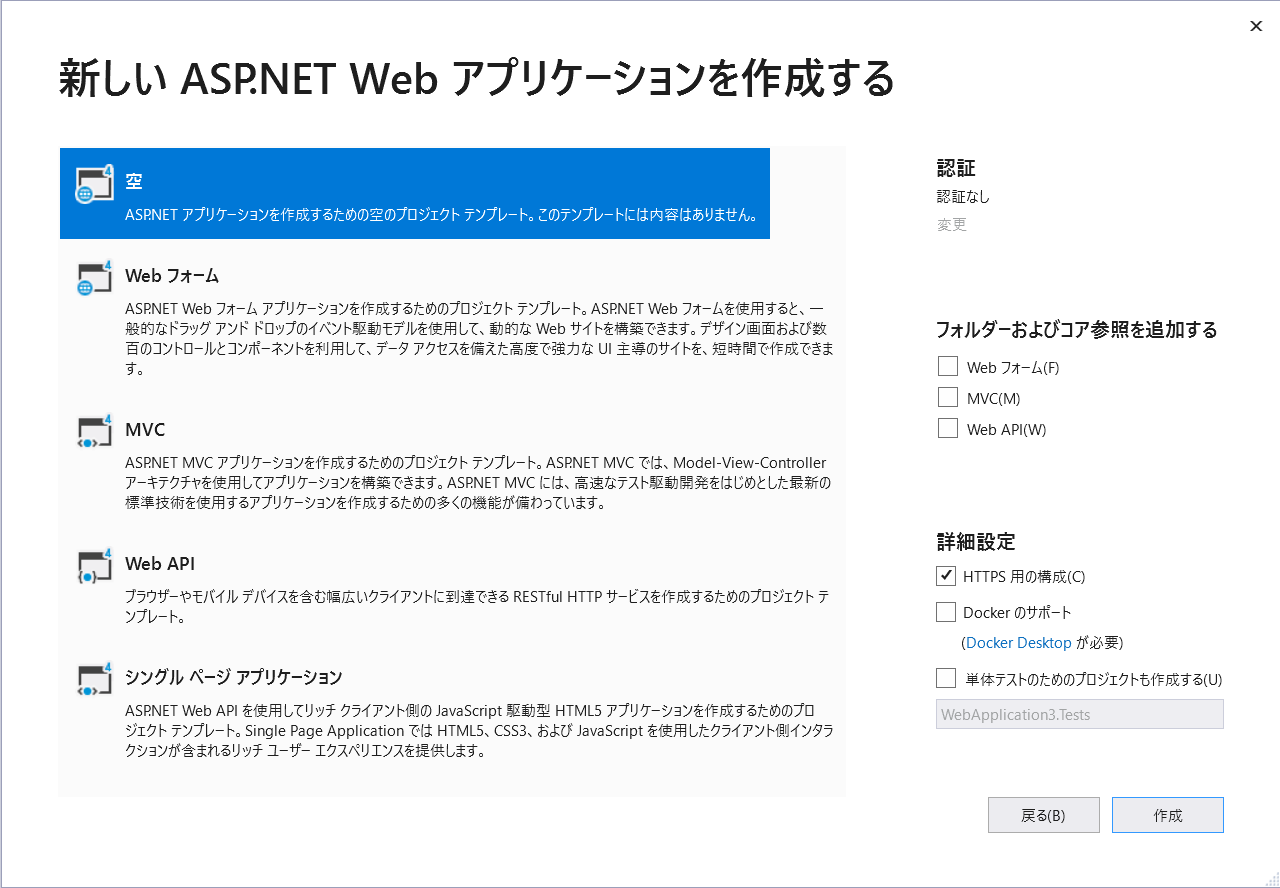 新しい ASP.NET Web アプリケーションを作成する
空
ASP.NET アプリケーションを作成するための空のプロジェクト テンプレート。このテンプレートには内容はありません。
Web フォーム
ASP.NET Web フォーム アプリケーションを作成するためのプロジェクト テンプレート。ASP.NET Web フォームを使用すると、一
般的なドラッグ アンド ドロップのイベント駆動モデルを使用して、動的な Web サイトを構築できます。デザイン画面および数
百のコントロールとコンポーネントを利用して、データ アクセスを備えた高度で強力な UI 主導のサイトを、短時間で作成できま
す。
MVC
ASP.NET MVC アプリケーションを作成するためのプロジェクト テンプレート。ASP.NET MVC では、Model-View-Controller
アーキテクチャを使用してアプリケーションを構築できます。ASP.NET MVC には、高速なテスト駆動開発をはじめとした最新の
標準技術を使用するアプリケーションを作成するための多くの機能が備わっています。
Web API
ブラウザーやモバイル デバイスを含む幅広いクライアントに到達できる RESTful HTTP サービスを作成するためのプロジェクト テ
ンプレート。
シングル ページ アプリケーション
ASP.NET Web API を使用してリッチ クライアント側の JavaScript 駆動型 HTML5 アプリケーションを作成するためのプロ
ジェクト テンプレート。Single Page Application では HTML5、CSS3、および JavaScript を使用したクライアント側インタラ
クションが含まれるリッチ ユーザー エクスペリエンスを提供します。
認証
認証なし
変更
フォルダーおよびコア参照を追加する
Web フォーム(F)
MVC(M)
Web API(W)
詳細設定
HTTPS 用の構成(C)
Docker のサポート
(Docker Desktop が必要)
単体テストのためのプロジェクトも作成する(U)
WebApplication3.Tests
戻る(B)
作成